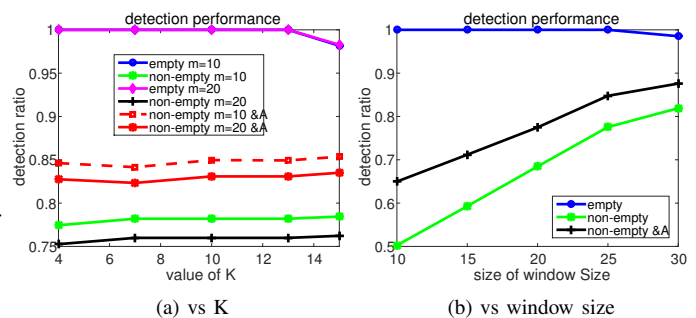 detection performance
detection ratio
1
0.95
0.9
0.85
0.8
0.75
empty m=10
non-empty m=10
empty m=20
non-empty m=20
non-empty m=10 &A
non-empty m=20 &A
4 6 8 10 12 14
value of K
(a) vs K
detection performance
detection ratio
1
0.9
0.8
0.7
0.6
0.5
empty
non-empty
non-empty &A
10 15 20 25 30
size of window Size
(b) vs window size